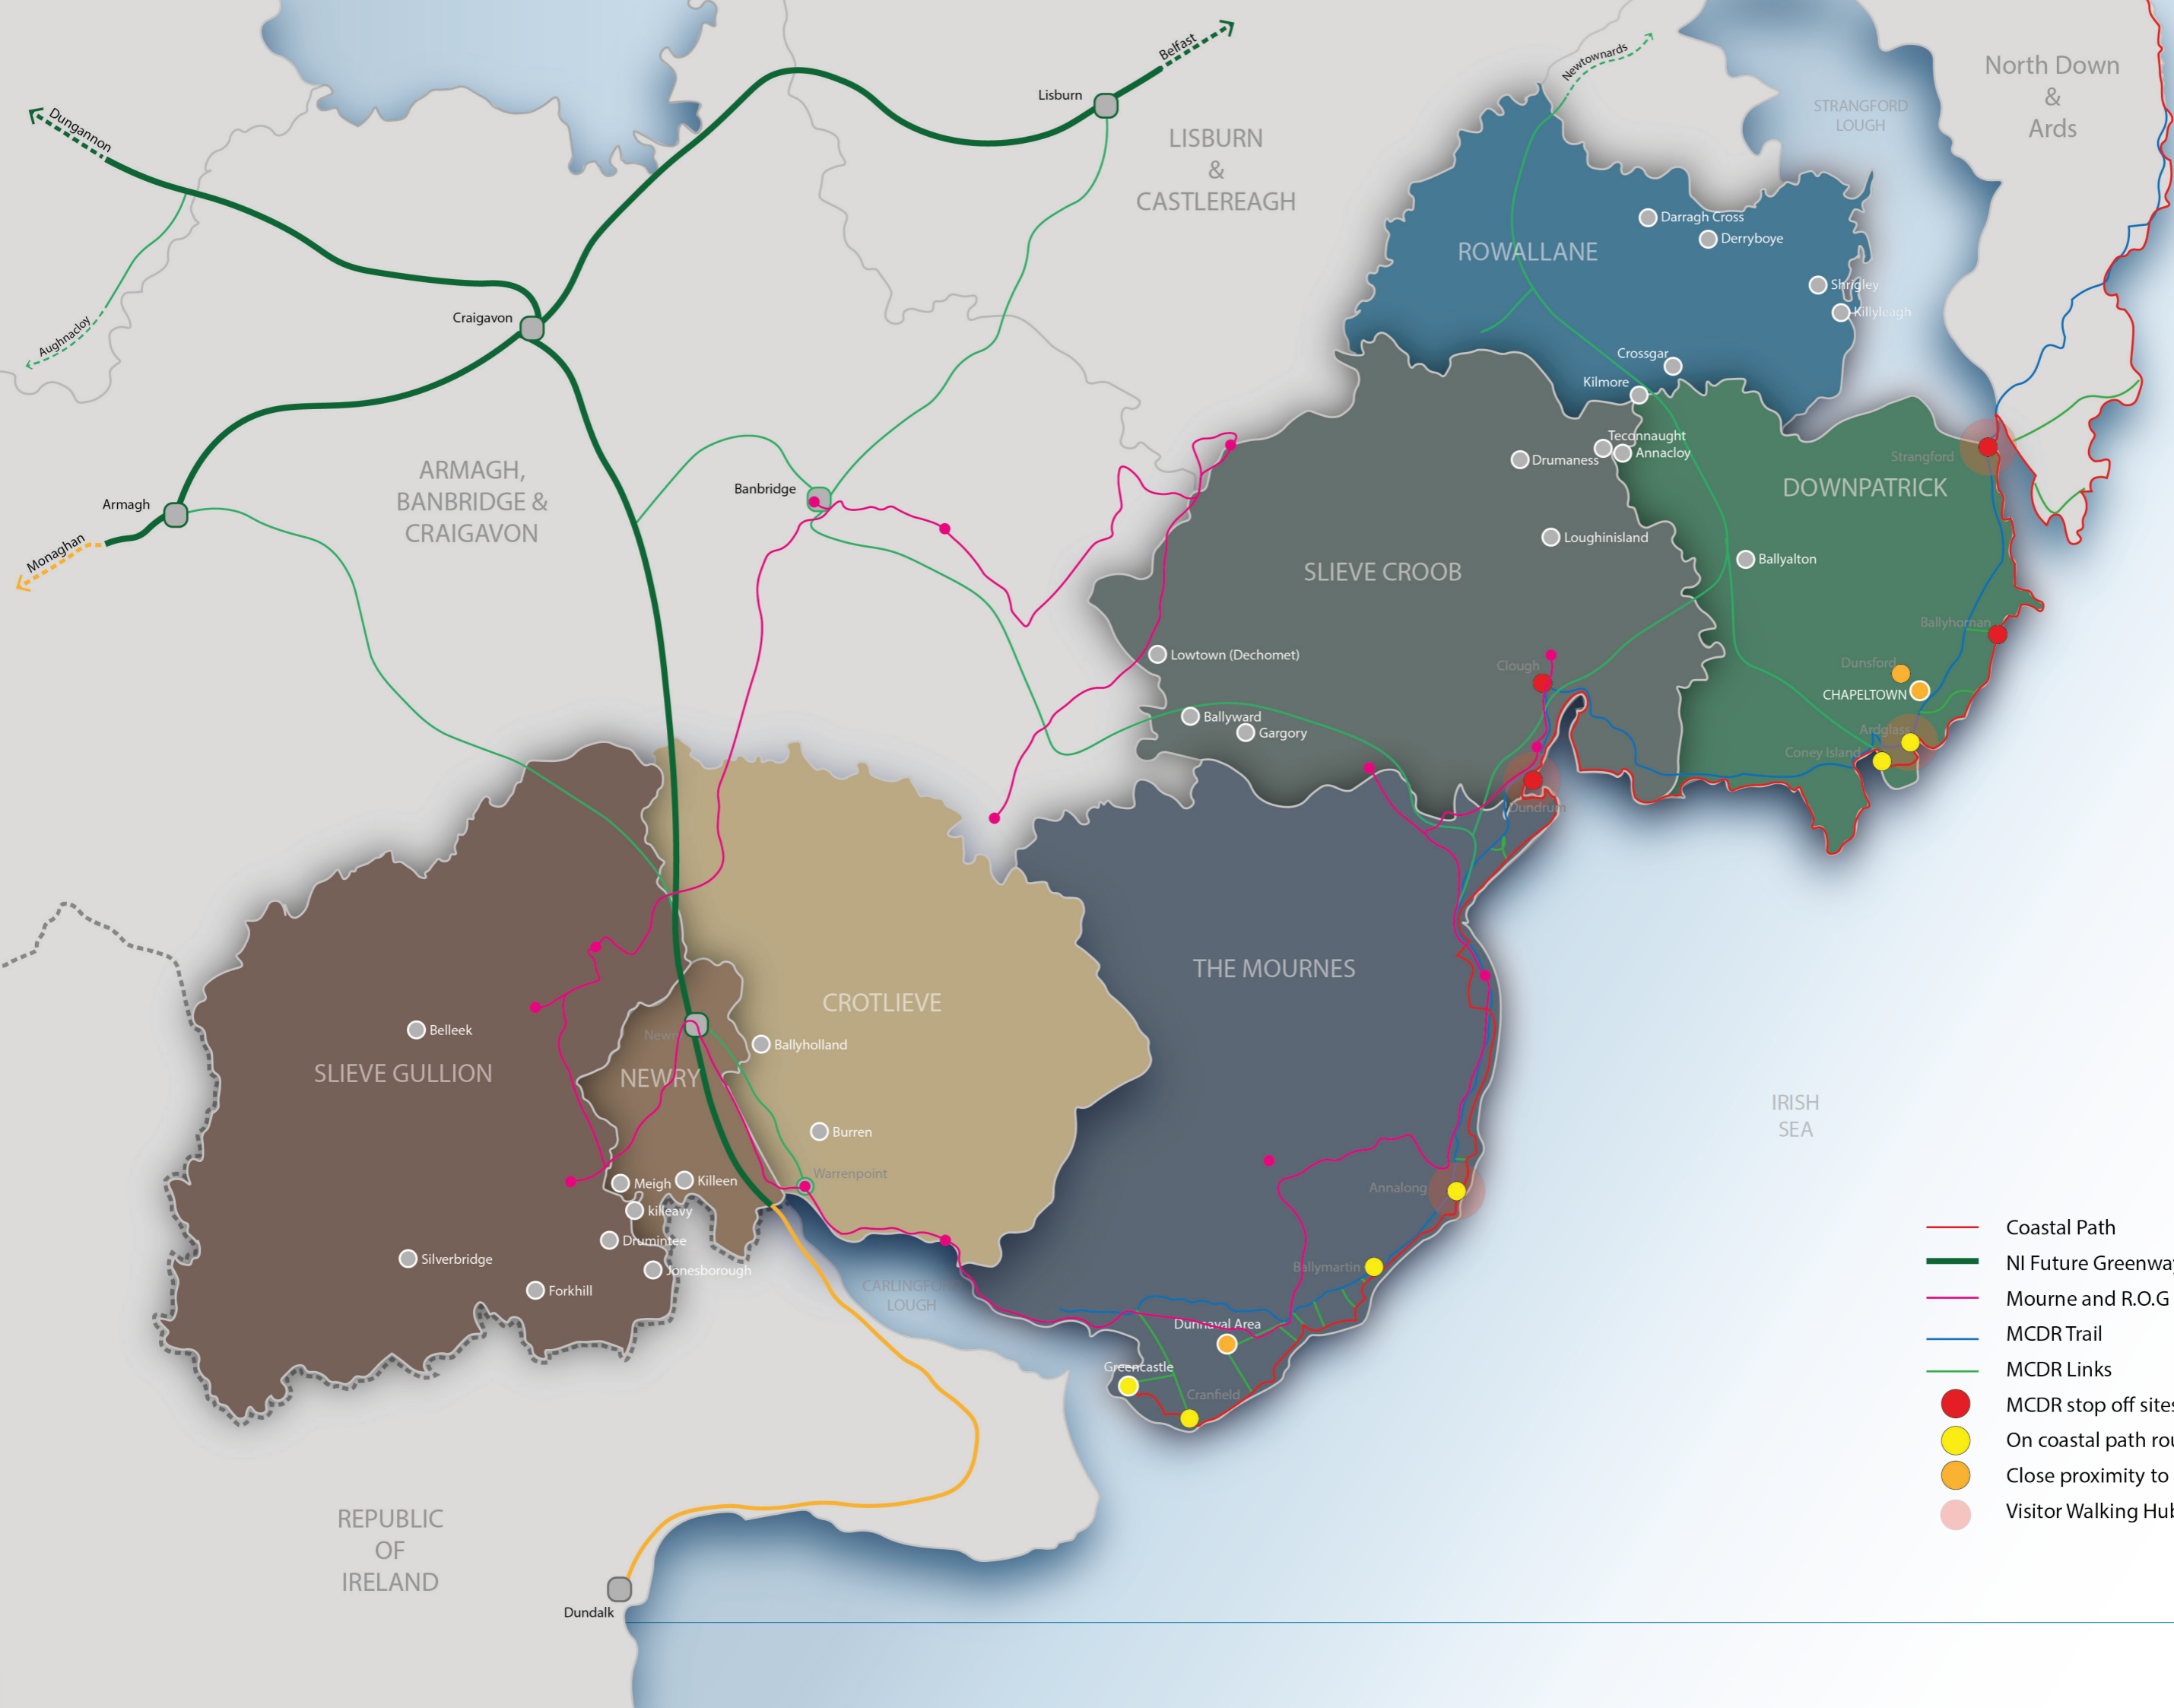 Dungannon
Belfast
Lisburn
LISBURN
&
CASTLEREAGH
Newtownards
STRANGFORD
LOUGH
North Down
&
Ards
ROWALLANE
Darragh Cross
Derryboye
Shrigley
Killyleagh
Crossgar
Kilmore
Craigavon
Aughnacloy
ARMAGH,
BANBRIDGE &
CRAIGAVON
Armagh
Monaghan
Banbridge
Teconnaught
Annacloy
Drumaness
Strangford
DOWNPATRICK
Loughinisland
SLIEVE CROOB
Ballyalton
Ballyhornan
Lowtown (Dechomet)
Clough
Dunsford
CHAPELTOWN
Ballyward
Gargory
Ardglass
Coney Island
Dundrum
THE MOURNES
CROTLIEVE
Belleek
SLIEVE GULLION
NEWRY
Ballyholland
Burren
Warrenpoint
IRISH
SEA
Meigh
Killeen
killeavy
Drumintee
Silverbridge
Jonesborough
Forkhill
Annalong
Ballymartin
CARLINGFORD
LOUGH
Dunnaval Area
Greencastle
Cranfield
REPUBLIC
OF
IRELAND
Dundalk
Coastal Path
NI Future Greenway
Mourne and R.O.G
MCDR Trail
MCDR Links
MCDR stop off sites
On coastal path rou
Close proximity to
Visitor Walking Hub